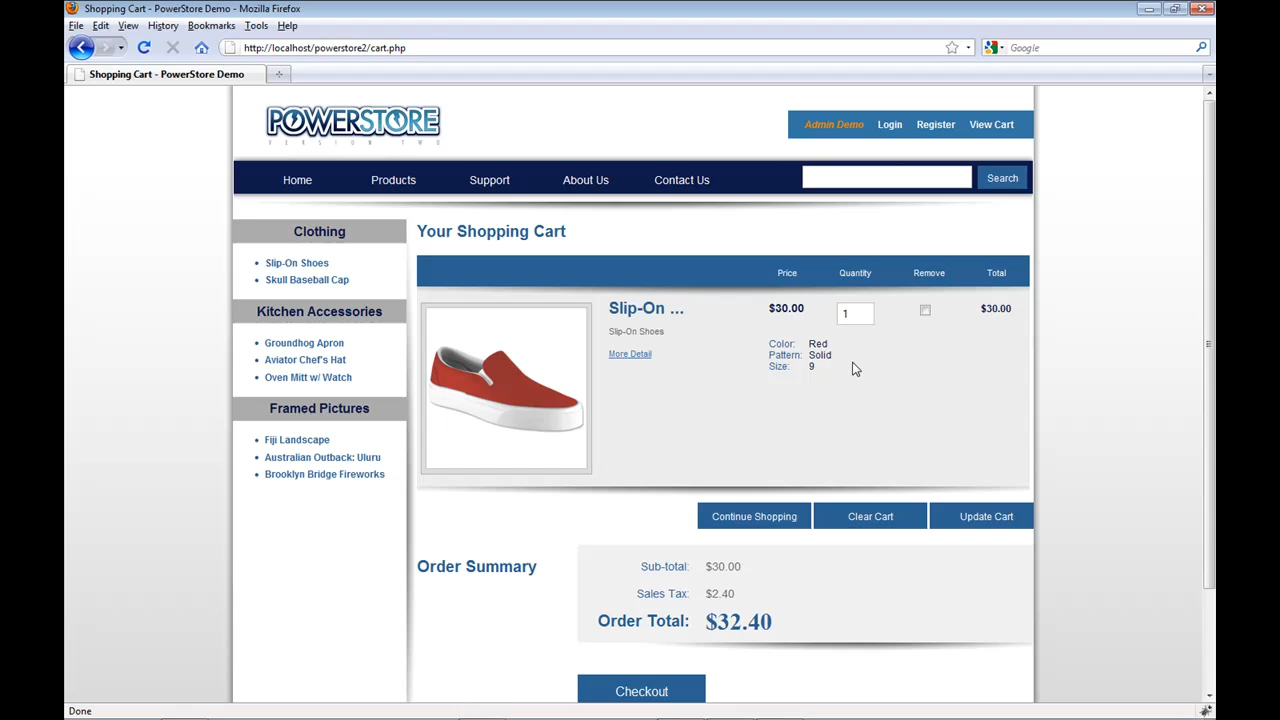 Shopping Cart - PowerStore Demo - Mozilla Firefox
File Edit View History Bookmarks Tools Help
http://localhost/powerstore2/cart.php
Google
Shopping Cart - PowerStore Demo
POWERSTORE
VERSION TWO
Admin Demo Login Register View Cart
Home Products Support About Us Contact Us Search
Clothing
Slip-On Shoes
Skull Baseball Cap
Kitchen Accessories
Groundhog Apron
Aviator Chef's Hat
Oven Mitt w/ Watch
Framed Pictures
Fiji Landscape
Australian Outback: Uluru
Brooklyn Bridge Fireworks
Your Shopping Cart
Price Quantity Remove Total
Slip-On ... $30.00 1 $30.00
Slip-On Shoes
More Detail
Color: Red
Pattern: Solid
Size: 9
Continue Shopping Clear Cart Update Cart
Order Summary
Sub-total: $30.00
Sales Tax: $2.40
Order Total: $32.40
Checkout
Done